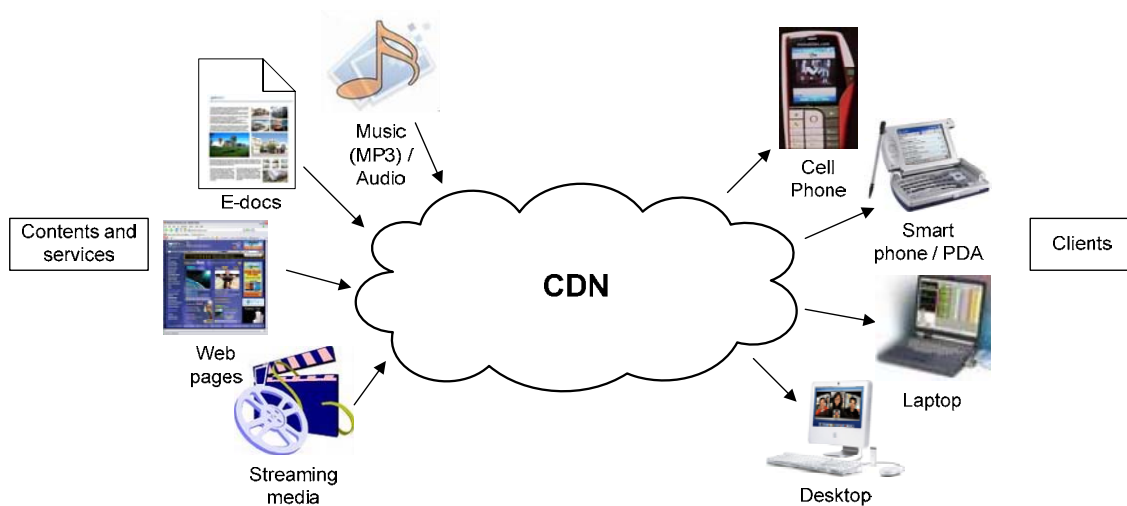 Music
(MP3) /
Audio
E-docs
Cell
Phone
Contents and
services
CDN
Smart
phone / PDA
Clients
Web
pages
Laptop
Streaming
media
Desktop